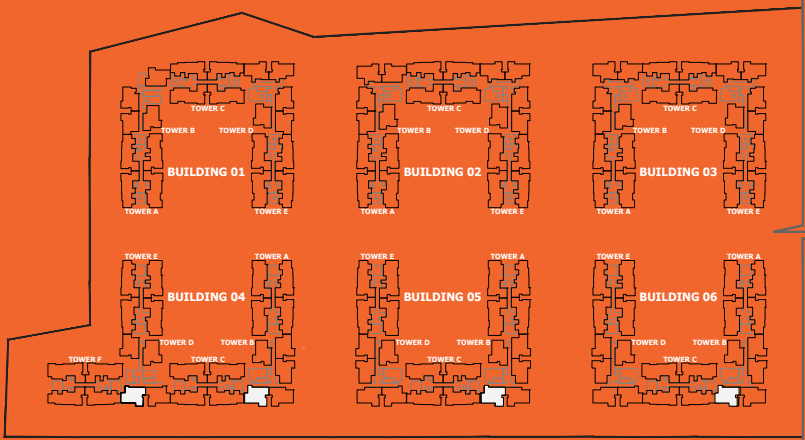 TOWER C TOWER C TOWER C
TOWER B TOWER D TOWER B TOWER D TOWER B TOWER D
BUILDING 01 BUILDING 02 BUILDING 03
TOWER A TOWER E TOWER A TOWER E TOWER A TOWER E
TOWER E TOWER A TOWER E TOWER A TOWER E TOWER A
BUILDING 04 BUILDING 05 BUILDING 06
TOWER D TOWER B TOWER D TOWER B TOWER D TOWER B
TOWER F TOWER C TOWER C TOWER C